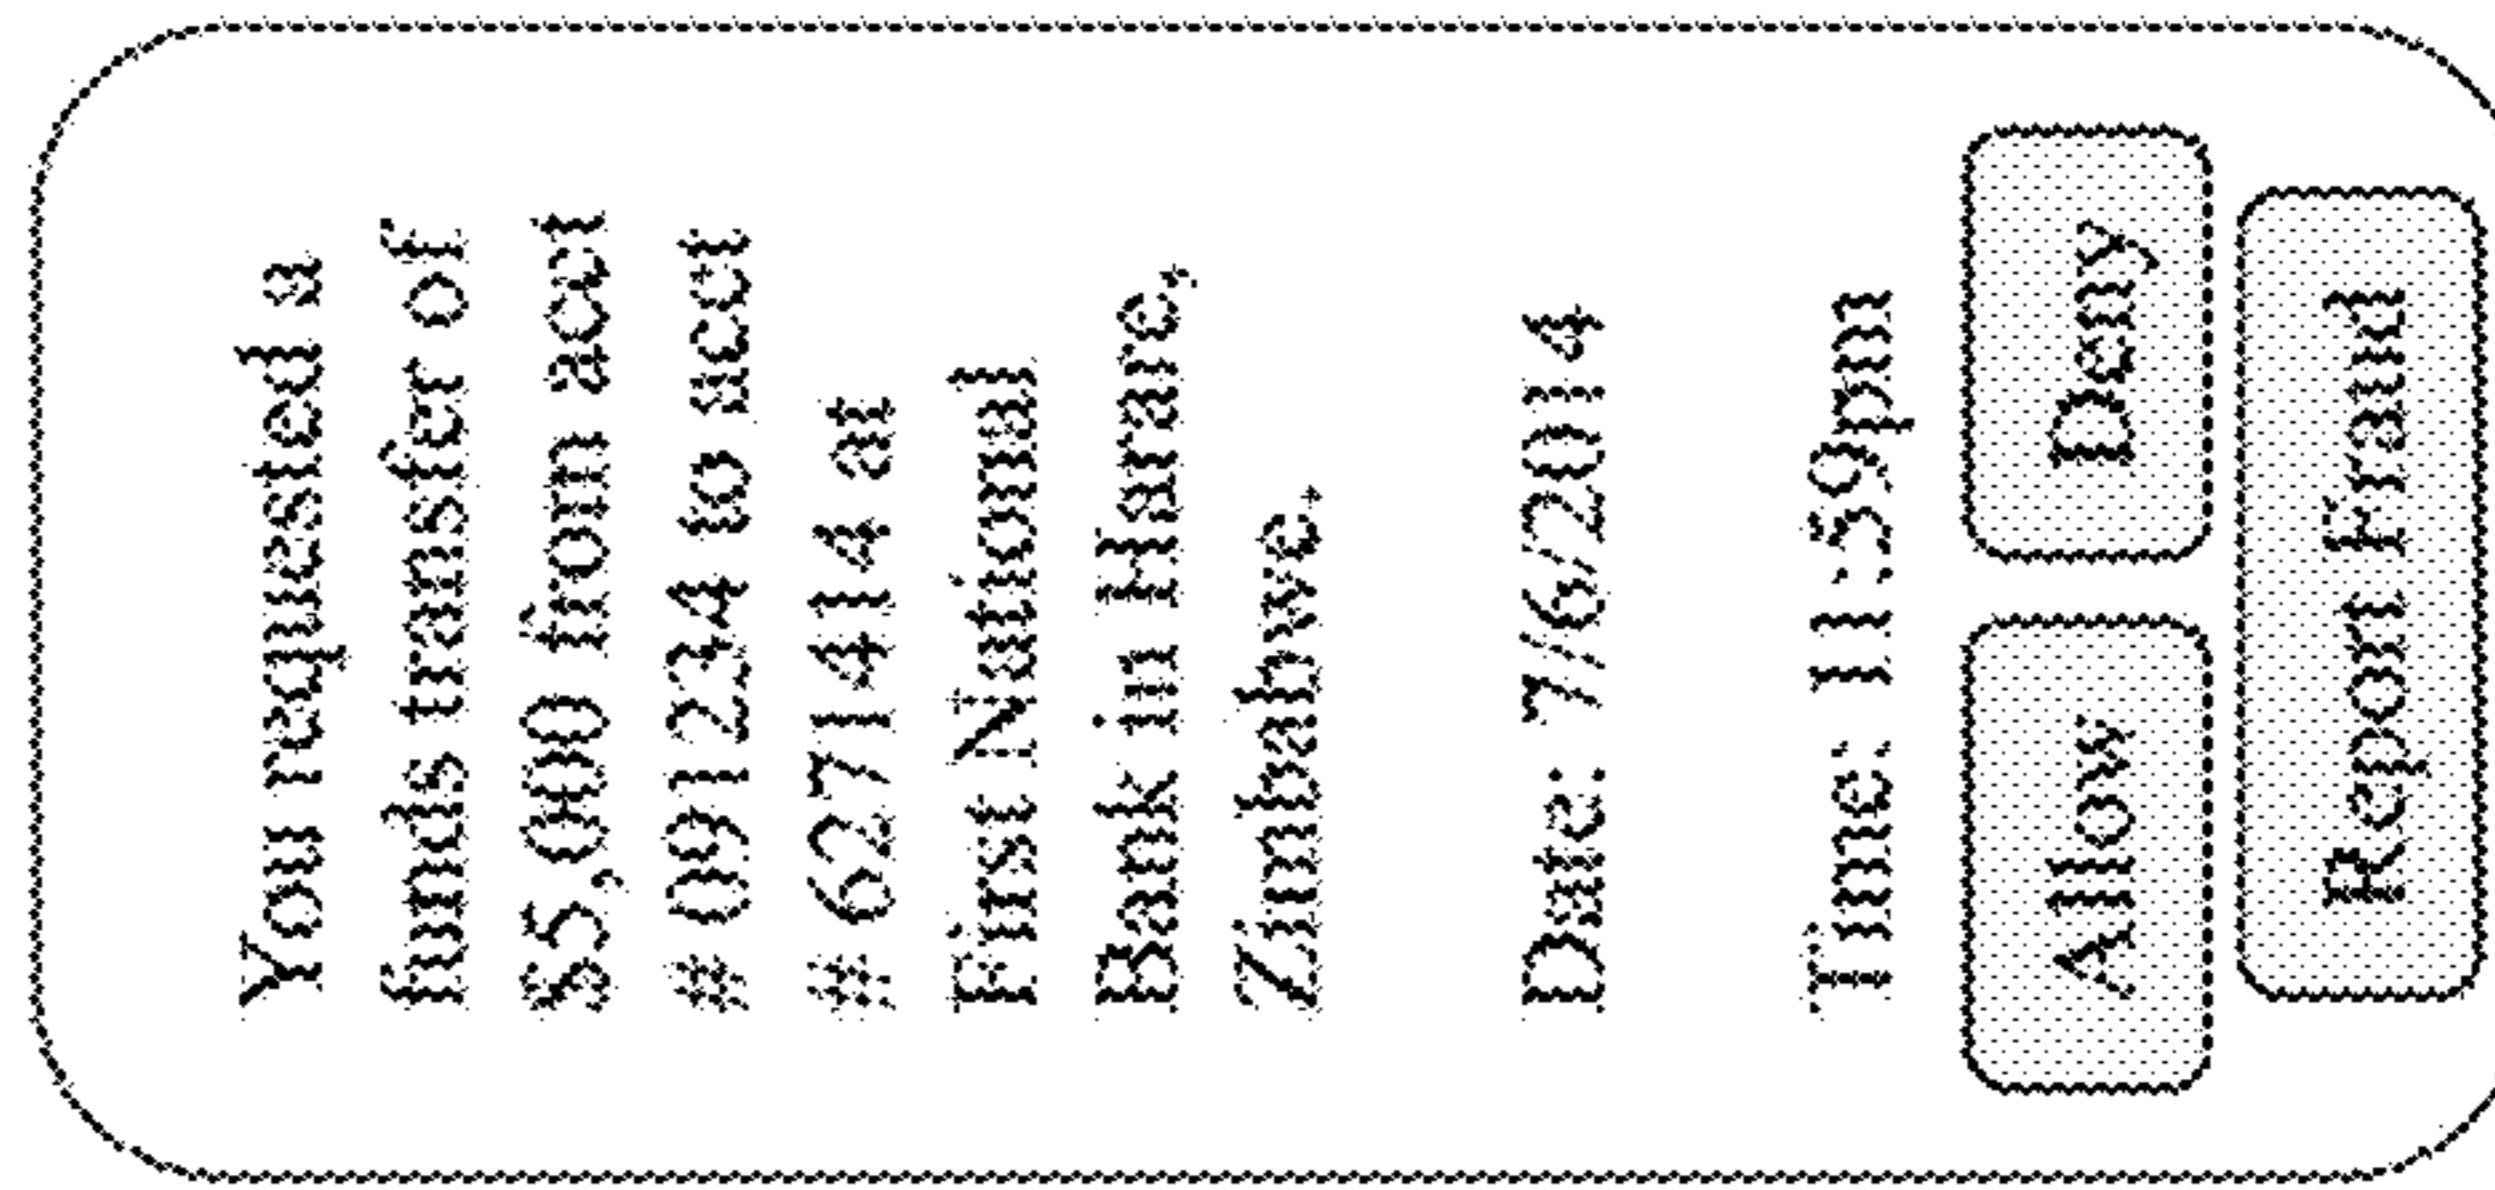 You requested a
funds transfer of
$5,000 from acct
# 091234 to acct
# 6271414 at
First National
Bank in Harare,
Zimbabwe.
Date: 7/6/2014
Time: 11:59pm
Allow Deny
Report Fraud